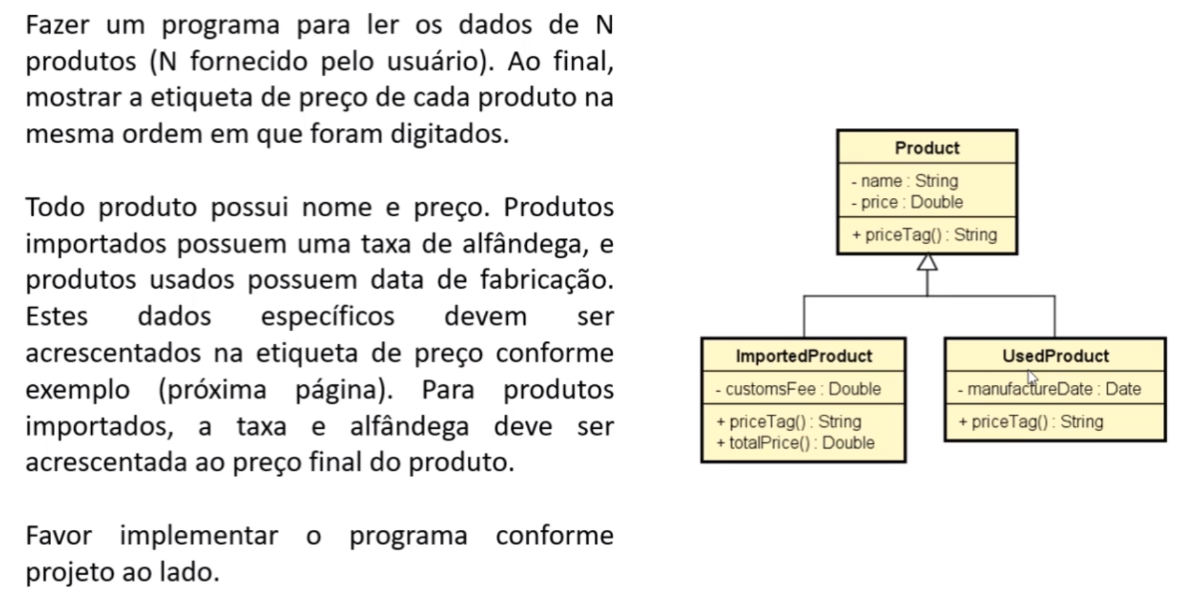 Fazer um programa para ler os dados de N
produtos (N fornecido pelo usuário). Ao final,
mostrar a etiqueta de preço de cada produto na
mesma ordem em que foram digitados.
Todo produto possui nome e preço. Produtos
importados possuem uma taxa de alfândega, e
produtos usados possuem data de fabricação.
Estes dados específicos devem ser
acrescentados na etiqueta de preço conforme
exemplo (próxima página). Para produtos
importados, a taxa e alfândega deve ser
acrescentada ao preço final do produto.
Favor implementar o programa conforme
projeto ao lado.
Product
- name : String
- price : Double
+ priceTag() : String
ImportedProduct
- customsFee : Double
+ priceTag() : String
+ totalPrice() : Double
UsedProduct
- manufactureDate : Date
+ priceTag() : String